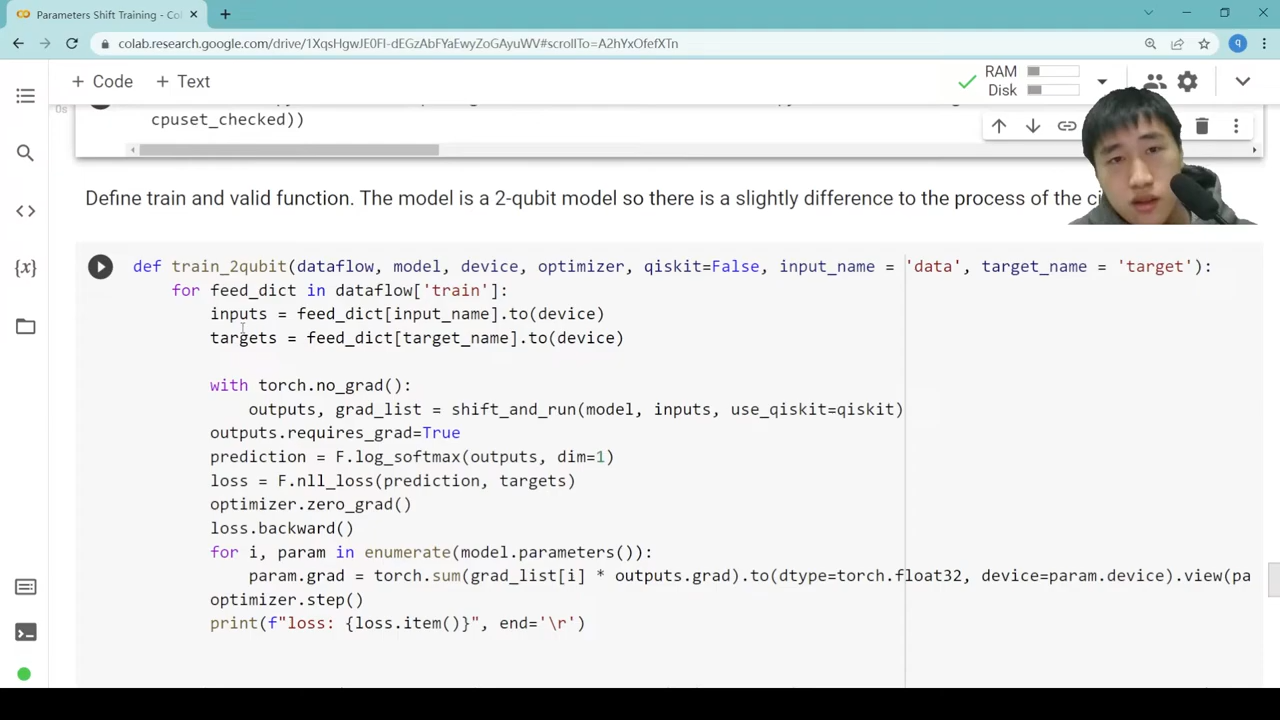 Parameters Shift Training - Co
colab.research.google.com/drive/1XqsHgwJE0Fl-dEGzAbFYaEwyZoGAyuWV#scrollTo=A2hYxOfefXTn
q
+ Code + Text
RAM
Disk
0s
cpuset_checked))
Define train and valid function. The model is a 2-qubit model so there is a slightly difference to the process of the ci
def train_2qubit(dataflow, model, device, optimizer, qiskit=False, input_name = 'data', target_name = 'target'):
for feed_dict in dataflow['train']:
inputs = feed_dict[input_name].to(device)
targets = feed_dict[target_name].to(device)
with torch.no_grad():
outputs, grad_list = shift_and_run(model, inputs, use_qiskit=qiskit)
outputs.requires_grad=True
prediction = F.log_softmax(outputs, dim=1)
loss = F.nll_loss(prediction, targets)
optimizer.zero_grad()
loss.backward()
for i, param in enumerate(model.parameters()):
param.grad = torch.sum(grad_list[i] * outputs.grad).to(dtype=torch.float32, device=param.device).view(pa
optimizer.step()
print(f"loss: {loss.item()}", end='\r')